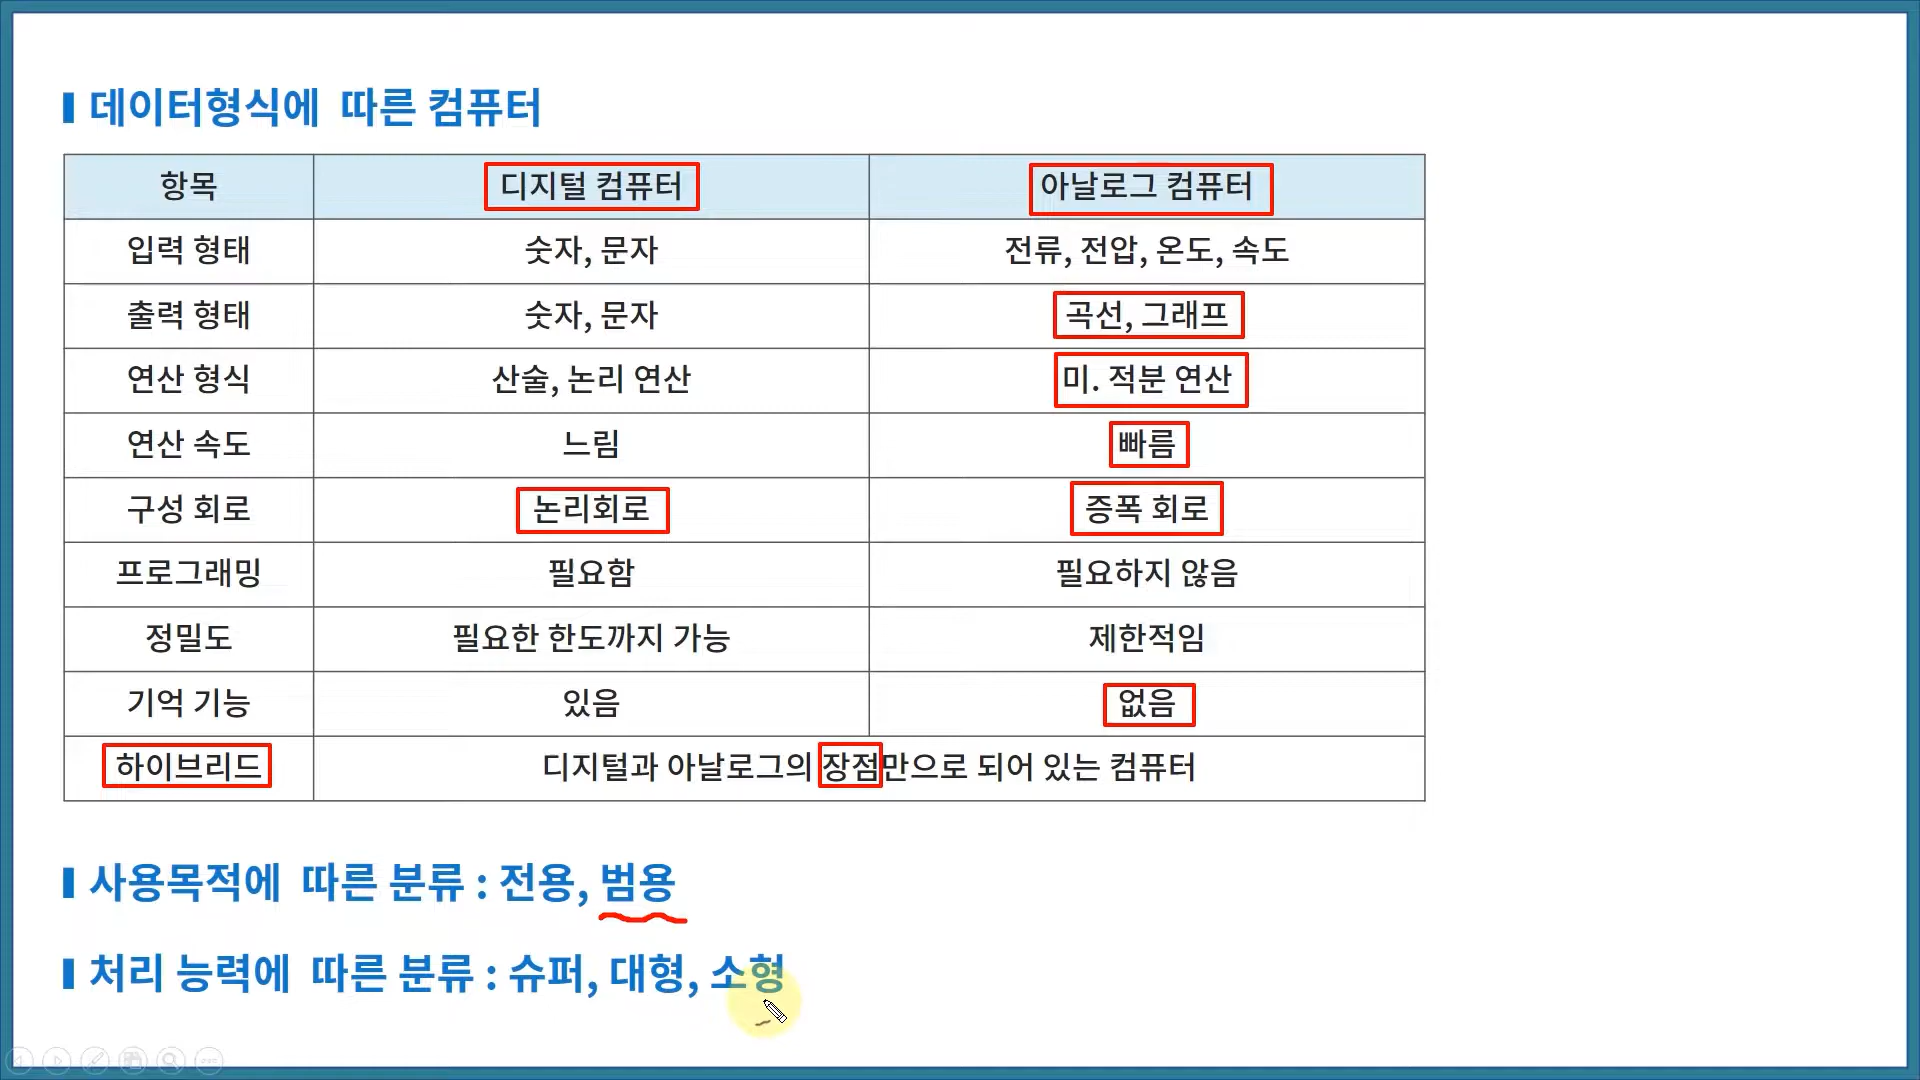 데이터형식에 따른 컴퓨터
항목 디지털 컴퓨터 아날로그 컴퓨터
입력 형태 숫자, 문자 전류, 전압, 온도, 속도
출력 형태 숫자, 문자 곡선, 그래프
연산 형식 산술, 논리 연산 미. 적분 연산
연산 속도 느림 빠름
구성 회로 논리회로 증폭 회로
프로그래밍 필요함 필요하지 않음
정밀도 필요한 한도까지 가능 제한적임
기억 기능 있음 없음
하이브리드 디지털과 아날로그의 장점만으로 되어 있는 컴퓨터
사용목적에 따른 분류 : 전용, 범용
처리 능력에 따른 분류 : 슈퍼, 대형, 소형